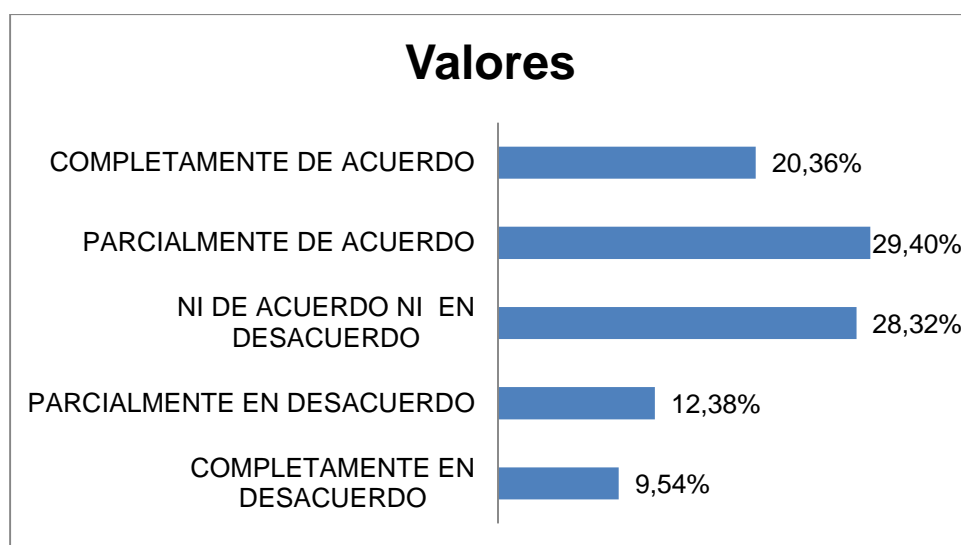 Valores
COMPLETAMENTE DE ACUERDO
20,36%
PARCIALMENTE DE ACUERDO
29,40%
NI DE ACUERDO NI  EN
DESACUERDO
28,32%
PARCIALMENTE EN DESACUERDO
12,38%
COMPLETAMENTE EN
DESACUERDO
9,54%